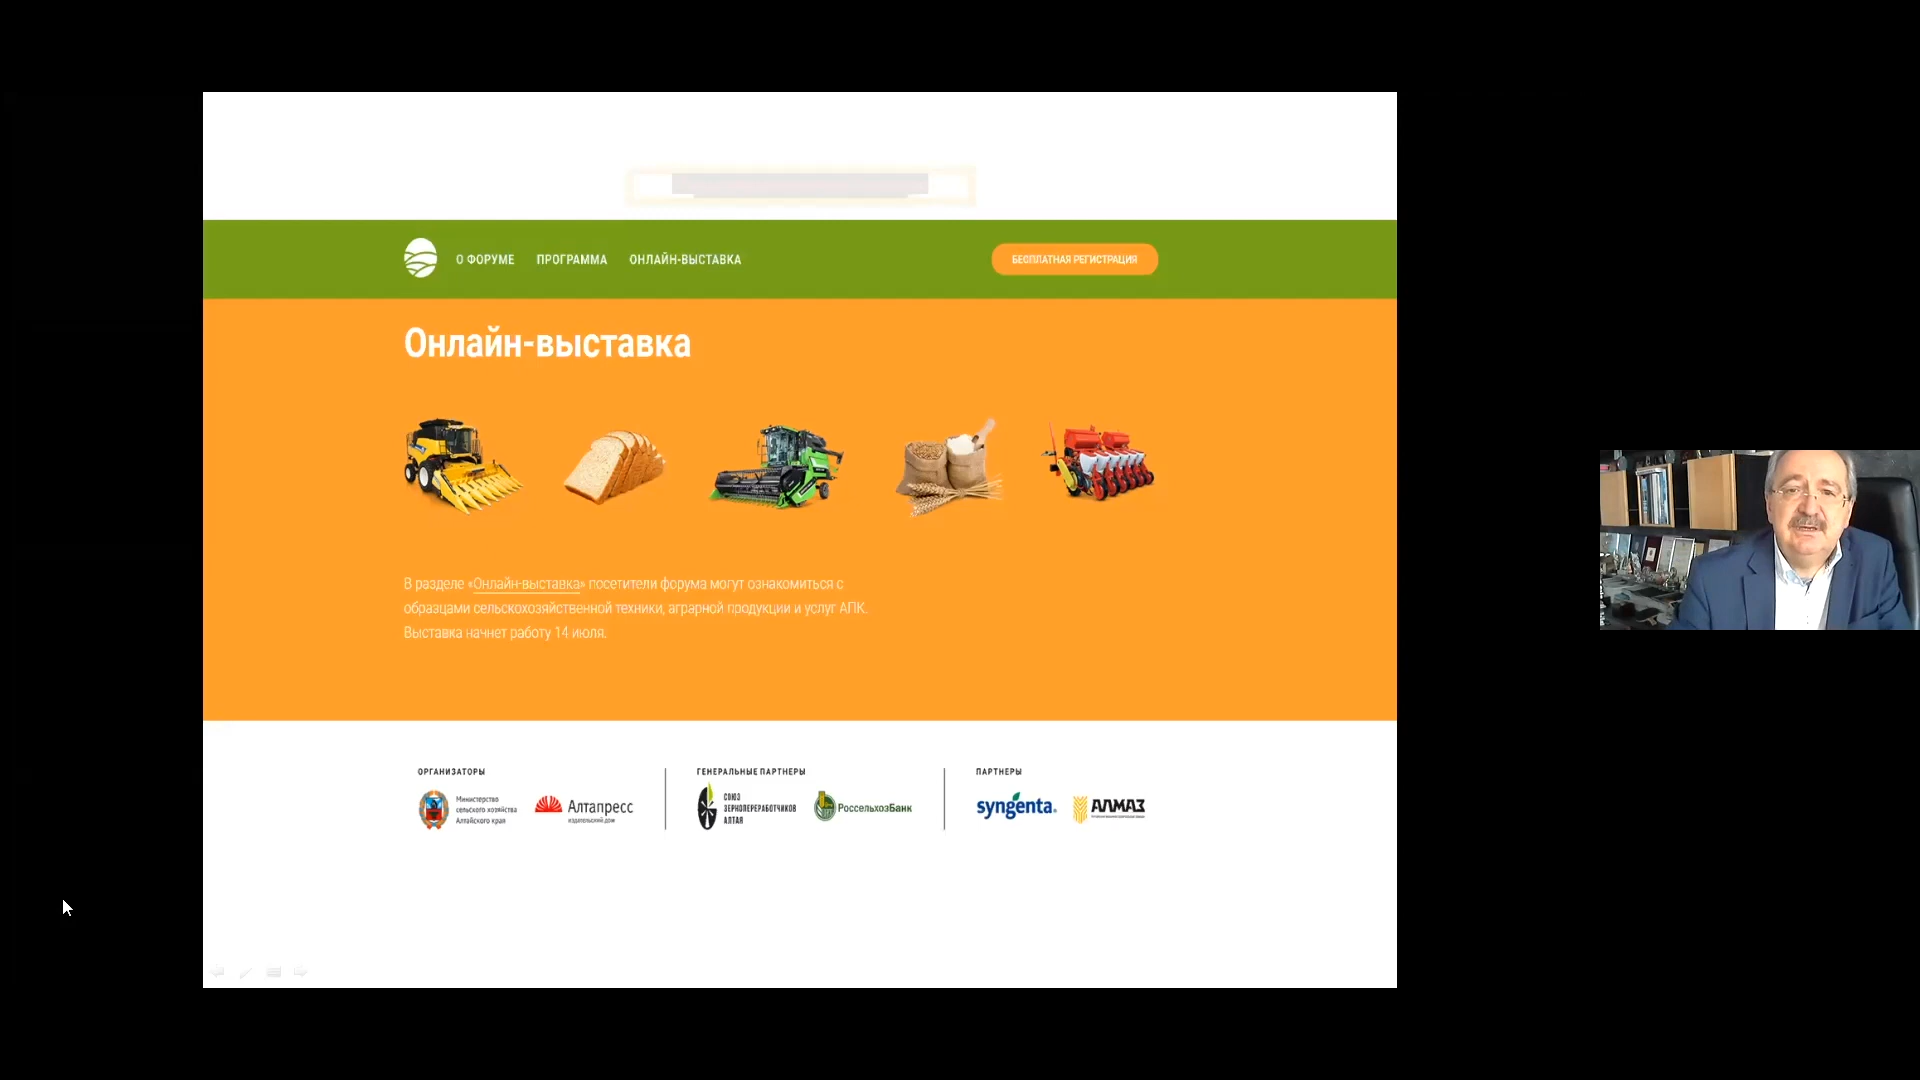 О ФОРУМЕ ПРОГРАММА ОНЛАЙН-ВЫСТАВКА БЕСПЛАТНАЯ РЕГИСТРАЦИЯ
Онлайн-выставка
В разделе «Онлайн-выставка» посетители форума могут ознакомиться с
образцами сельскохозяйственной техники, аграрной продукции и услуг АПК.
Выставка начнет работу 14 июля.
ОРГАНИЗАТОРЫ
Министерство
сельского хозяйства
Алтайского края
Алтапресс
издательский дом
ГЕНЕРАЛЬНЫЕ ПАРТНЕРЫ
СОЮЗ
ЗЕРНОПЕРЕРАБОТЧИКОВ
АЛТАЯ
РоссельхозБанк
ПАРТНЕРЫ
syngenta
АЛМАЗ